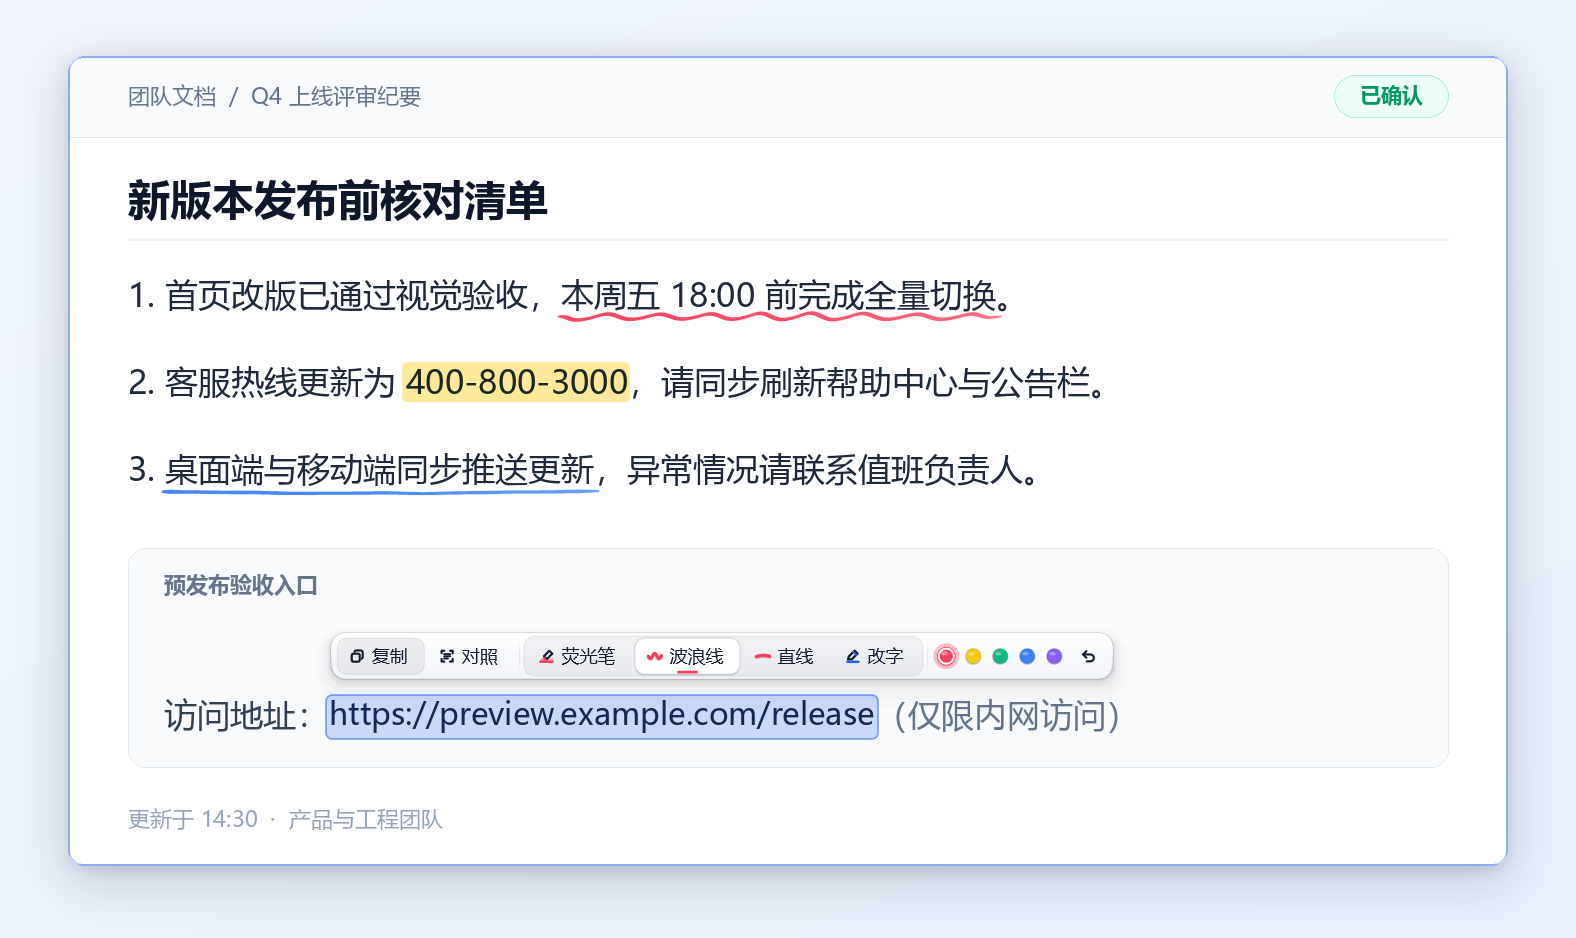 团队文档 / Q4 上线评审纪要
已确认
新版本发布前核对清单
1. 首页改版已通过视觉验收，本周五 18:00 前完成全量切换。
2. 客服热线更新为 400-800-3000，请同步刷新帮助中心与公告栏。
3. 桌面端与移动端同步推送更新，异常情况请联系值班负责人。
预发布验收入口
复制 对照 荧光笔 波浪线 直线 改字
访问地址：https://preview.example.com/release（仅限内网访问）
更新于 14:30 · 产品与工程团队